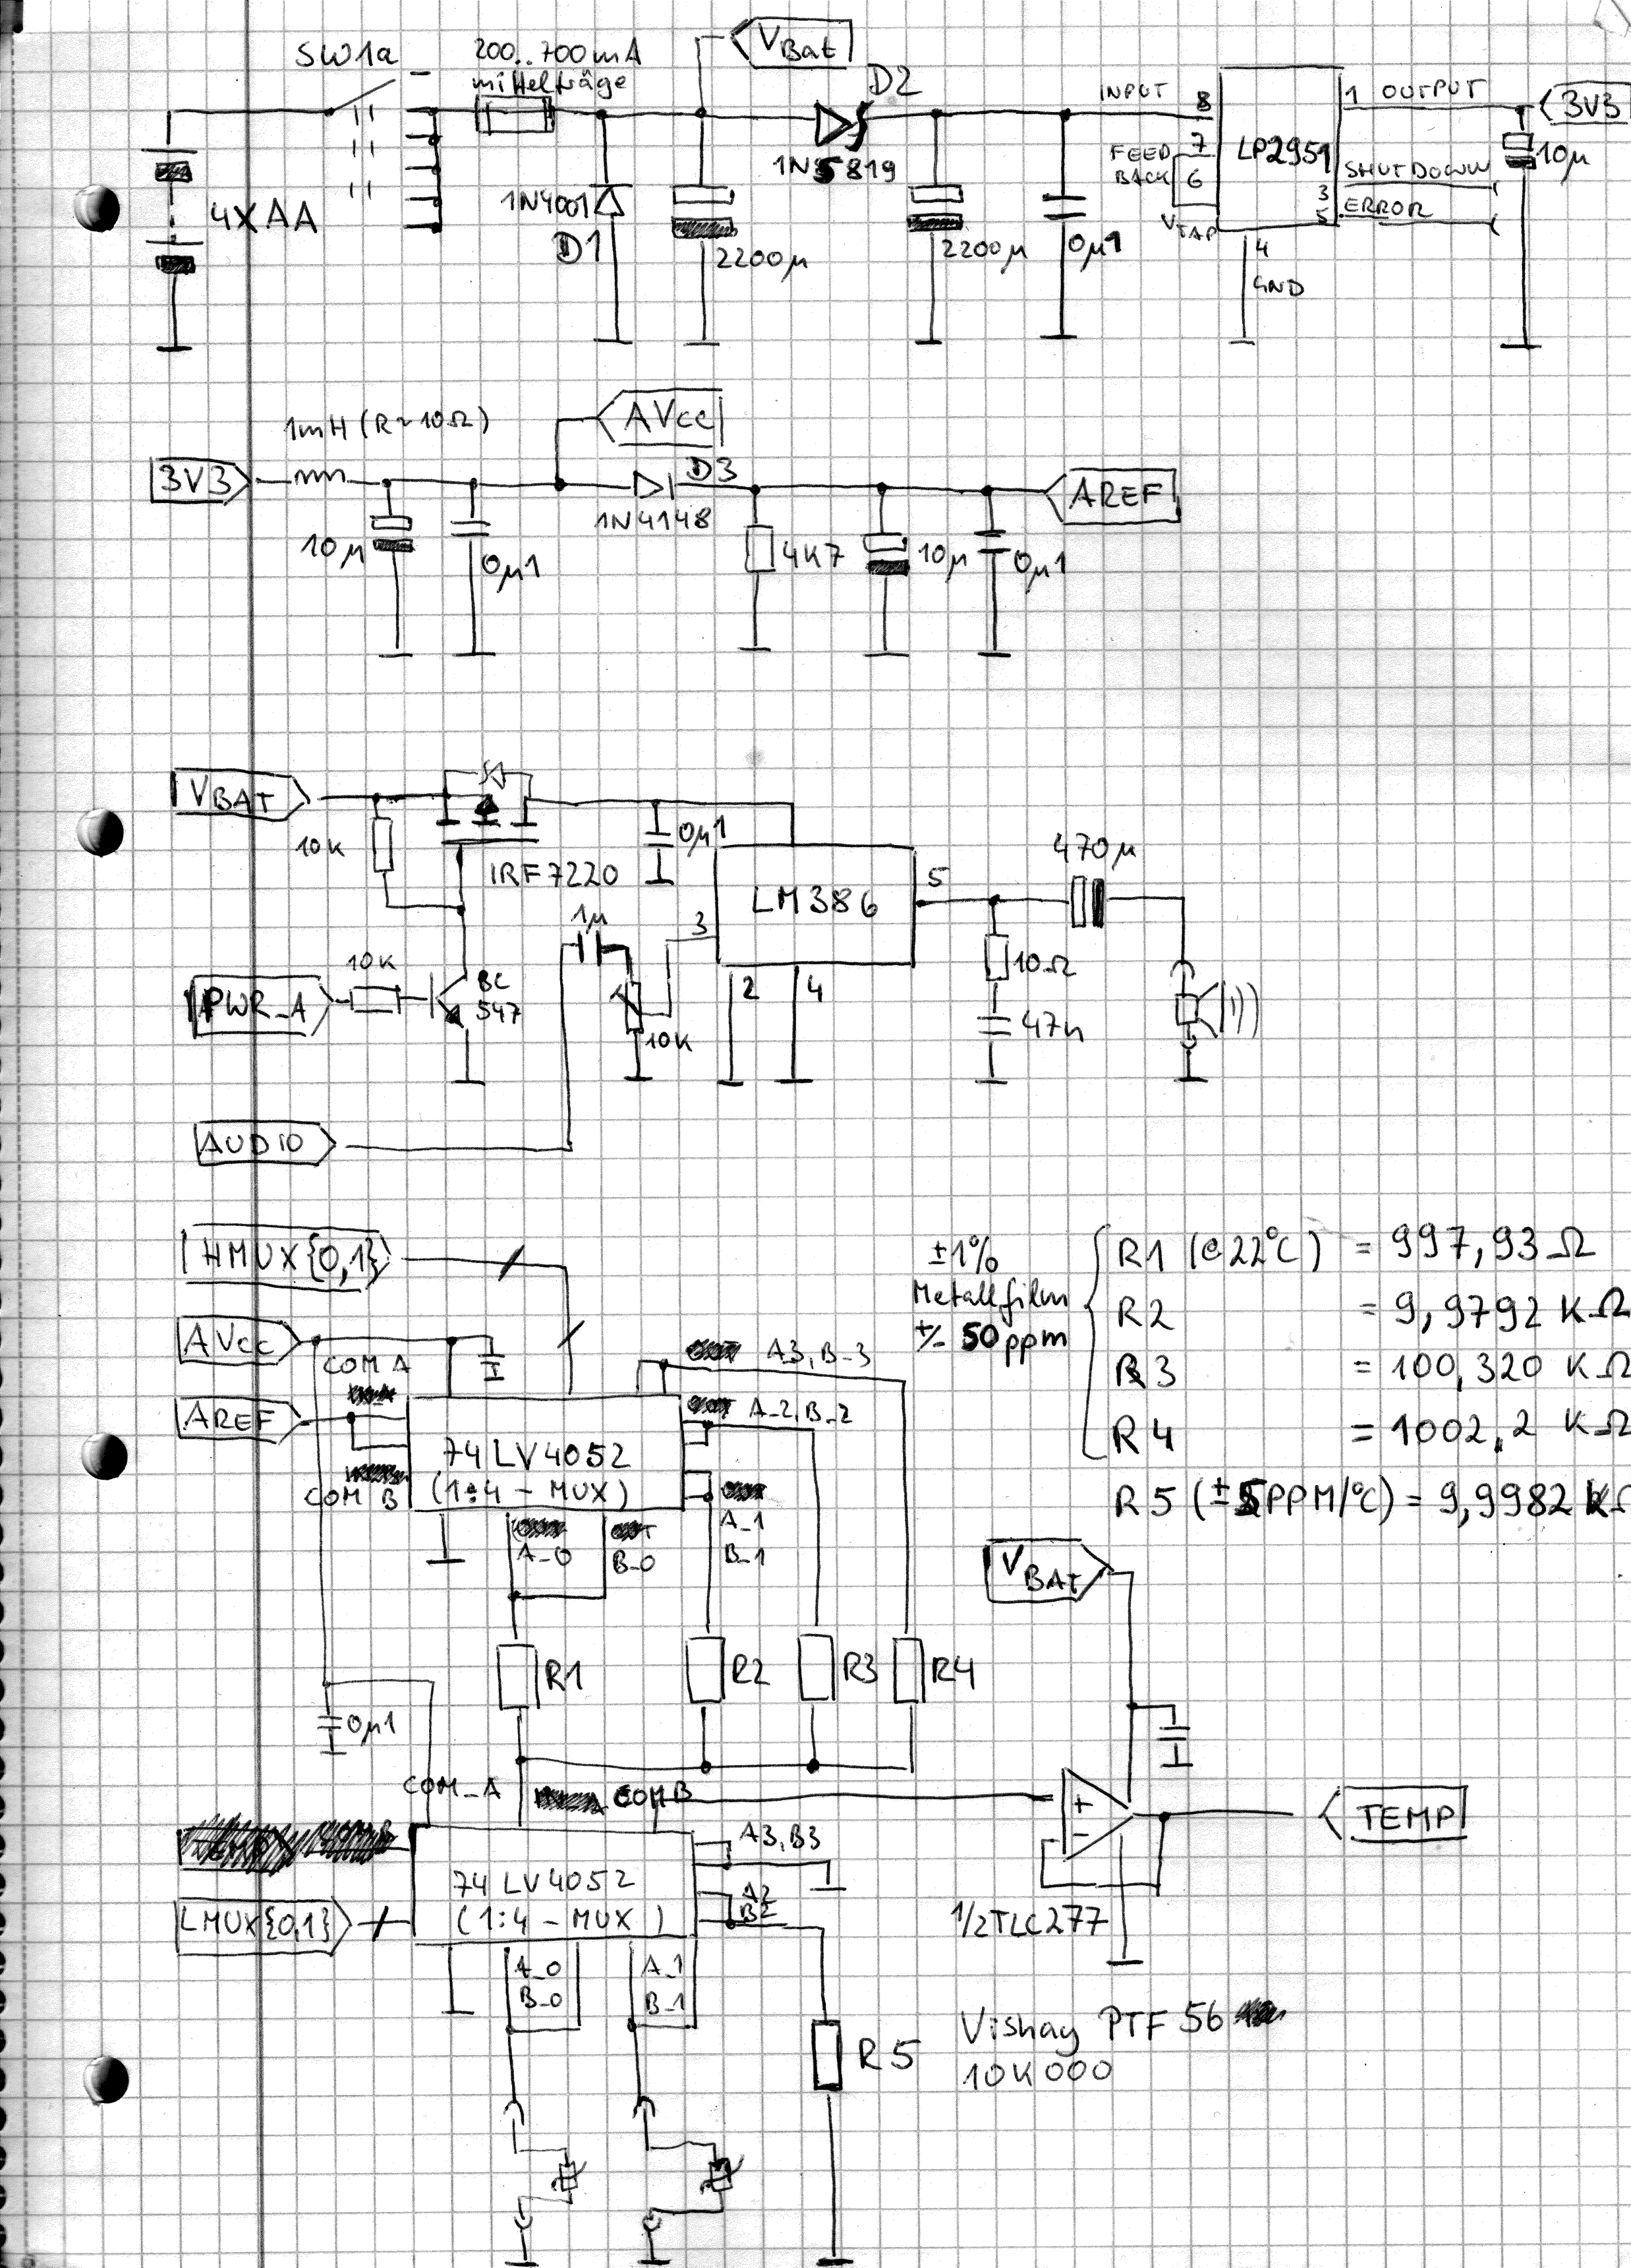 SW1a
200..700mA
mittelträge
VBat
D2
1N5819
4XAA
1N4001
D1
2200µ
2200µ
0µ1
INPUT 8
FEED 7
BACK 6
VTAP
LP2951
1 OUTPUT
SHUTDOWN
3
ERROR
5
4
GND
3V3
10µ
1mH (R~10Ω)
AVcc
3V3
D3
1N4148
AREF
10µ
0µ1
4K7
10µ
0µ1
VBAT
10K
IRF7220
0µ1
LM386
5
470µ
1µ
3
10K
BC
547
PWR_A
10K
2
4
10Ω
47n
AUDIO
HMUX{0,1}
±1%
Metallfilm
+/- 50ppm
R1 (@22°C) = 997,93Ω
R2 = 9,9792 KΩ
R3 = 100,320 KΩ
R4 = 1002,2 KΩ
R5 (±5PPM/°C) = 9,9982 KΩ
AVcc
COM A
AREF
COM B
74LV4052
(1:4 - MUX)
A3, B_3
A_2, B_2
A_1
B_1
A_0
B_0
VBAT
R1
R2
R3
R4
0µ1
COM_A
COM B
+
-
TEMP
1/2TLC277
LMUX{0,1}
74LV4052
(1:4 - MUX)
A3, B3
A2
B2
A_0
B_0
A_1
B_1
R5
Vishay PTF 56
10K000